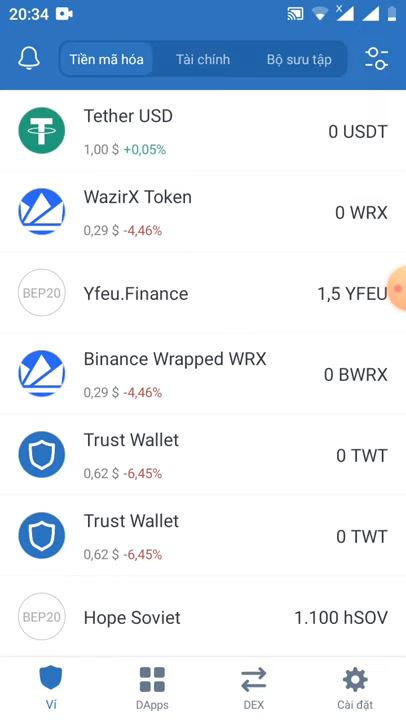 20:34
Tiền mã hóa
Tài chính
Bộ sưu tập
Tether USD
0 USDT
1,00 $ +0,05%
WazirX Token
0 WRX
0,29 $ -4,46%
BEP20
Yfeu.Finance
1,5 YFEU
Binance Wrapped WRX
0 BWRX
0,29 $ -4,46%
Trust Wallet
0 TWT
0,62 $ -6,45%
Trust Wallet
0 TWT
0,62 $ -6,45%
BEP20
Hope Soviet
1.100 hSOV
Ví
DApps
DEX
Cài đặt